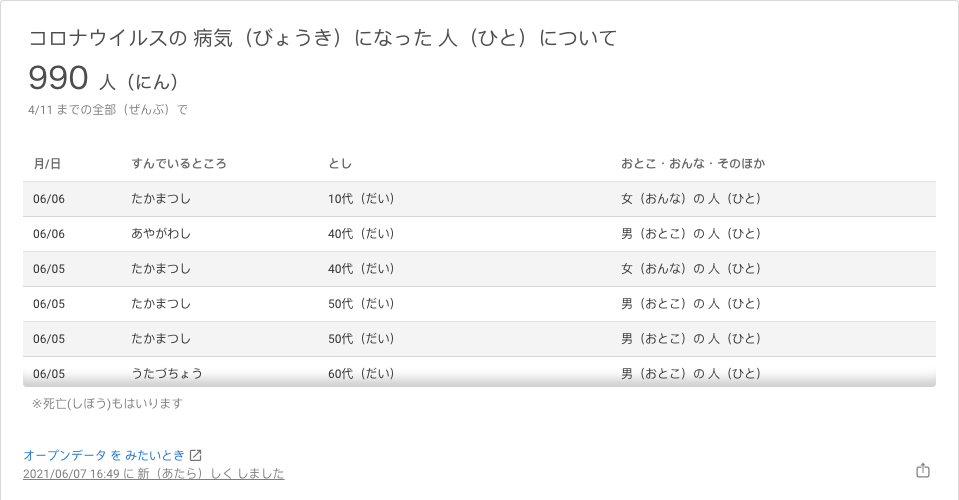 コロナウイルスの 病気（びょうき）になった 人（ひと）について
990 人（にん）
4/11 までの全部（ぜんぶ）で
月/日 すんでいるところ とし おとこ・おんな・そのほか
06/06 たかまつし 10代（だい） 女（おんな）の 人（ひと）
06/06 あやがわし 40代（だい） 男（おとこ）の 人（ひと）
06/05 たかまつし 40代（だい） 女（おんな）の 人（ひと）
06/05 たかまつし 50代（だい） 男（おとこ）の 人（ひと）
06/05 たかまつし 50代（だい） 男（おとこ）の 人（ひと）
06/05 うたづちょう 60代（だい） 男（おとこ）の 人（ひと）
※死亡(しぼう)もはいります
オープンデータ を みたいとき
2021/06/07 16:49 に 新（あたら）しく しました